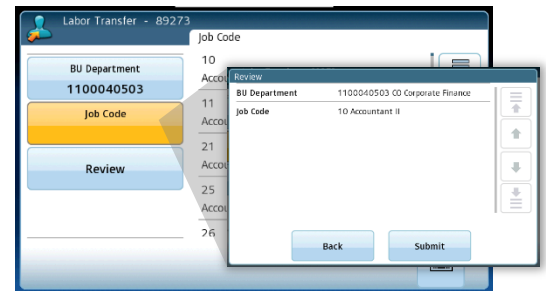 Labor Transfer - 89273
Job Code
BU Department
1100040503
Job Code
Review
10
11
21
25
26
Review
BU Department 1100040503 CO Corporate Finance
Job Code 10 Accountant II
Back Submit